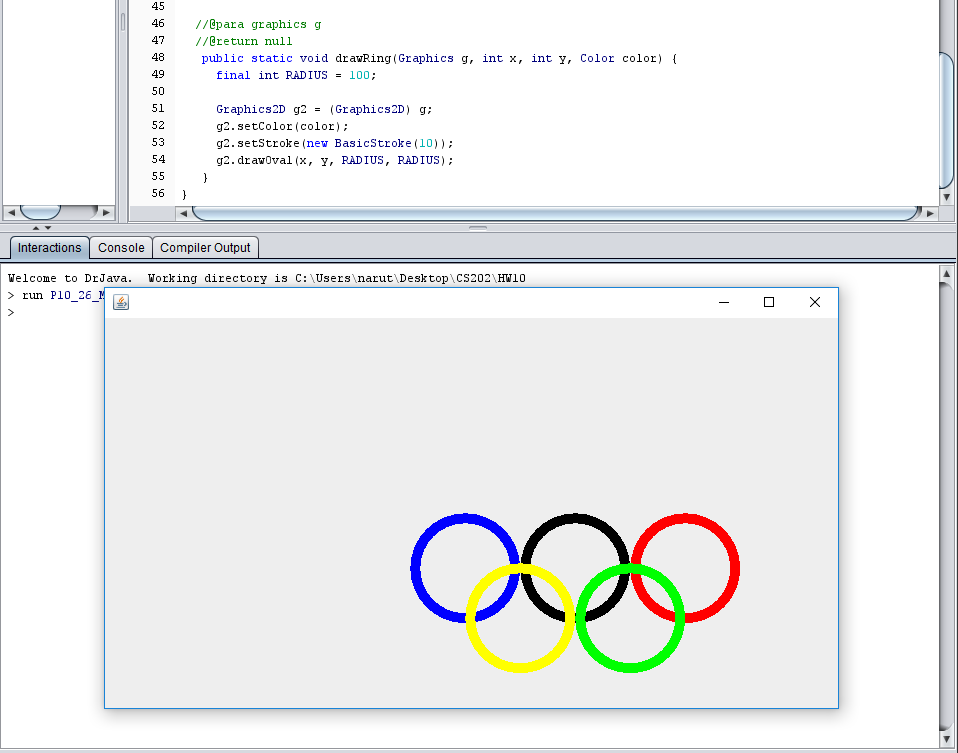 45
46 //@para graphics g
47 //@return null
48 public static void drawRing(Graphics g, int x, int y, Color color) {
49 final int RADIUS = 100;
50
51 Graphics2D g2 = (Graphics2D) g;
52 g2.setColor(color);
53 g2.setStroke(new BasicStroke(10));
54 g2.drawOval(x, y, RADIUS, RADIUS);
55 }
56 }
Interactions Console Compiler Output
Welcome to DrJava. Working directory is C:\Users\narut\Desktop\CS202\HW10
> run P10_26_
>